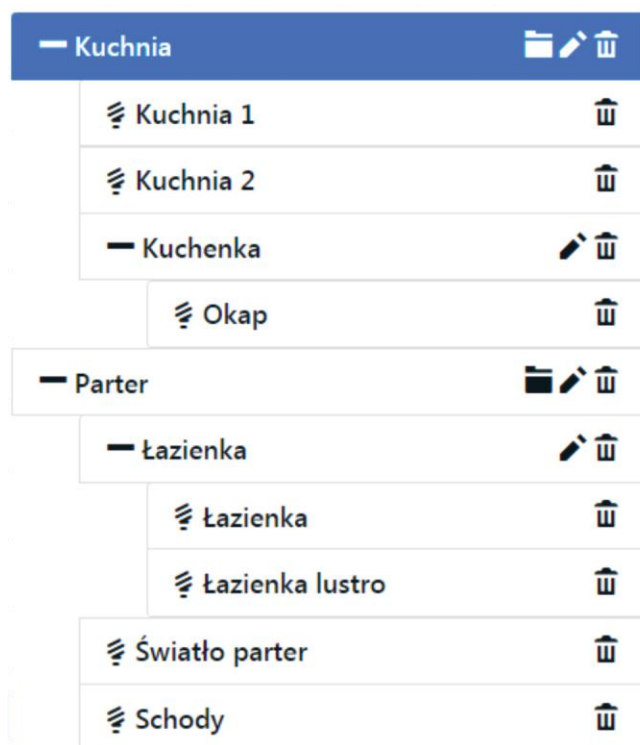 Kuchnia
Kuchnia 1
Kuchnia 2
Kuchenka
Okap
Parter
Łazienka
Łazienka
Łazienka lustro
Światło parter
Schody